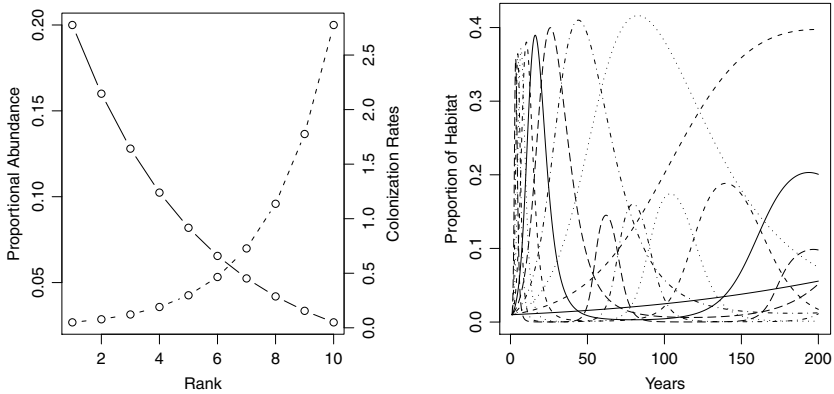 Proportional Abundance
0.20
0.15
0.10
0.05
2 4 6 8 10
Rank
2.5
2.0
1.5
1.0
0.5
0.0
Colonization Rates
Proportion of Habitat
0.4
0.3
0.2
0.1
0.0
0 50 100 150 200
Years